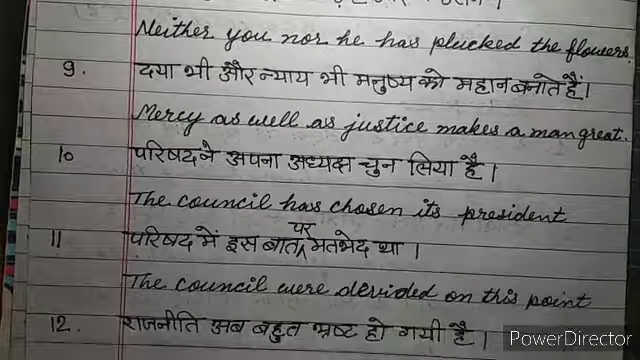 Neither you nor he has plucked the flowers.
9. दया भी और न्याय भी मनुष्य को महान बनाते हैं।
Mercy as well as justice makes a man great.
10 परिषद ने अपना अध्यक्ष चुन लिया है।
The council has chosen its president
11 परिषद में इस बात पर मतभेद था ।
The council were devided on this point
12. राजनीति अब बहुत भ्रष्ट हो गयी है ।
PowerDirector